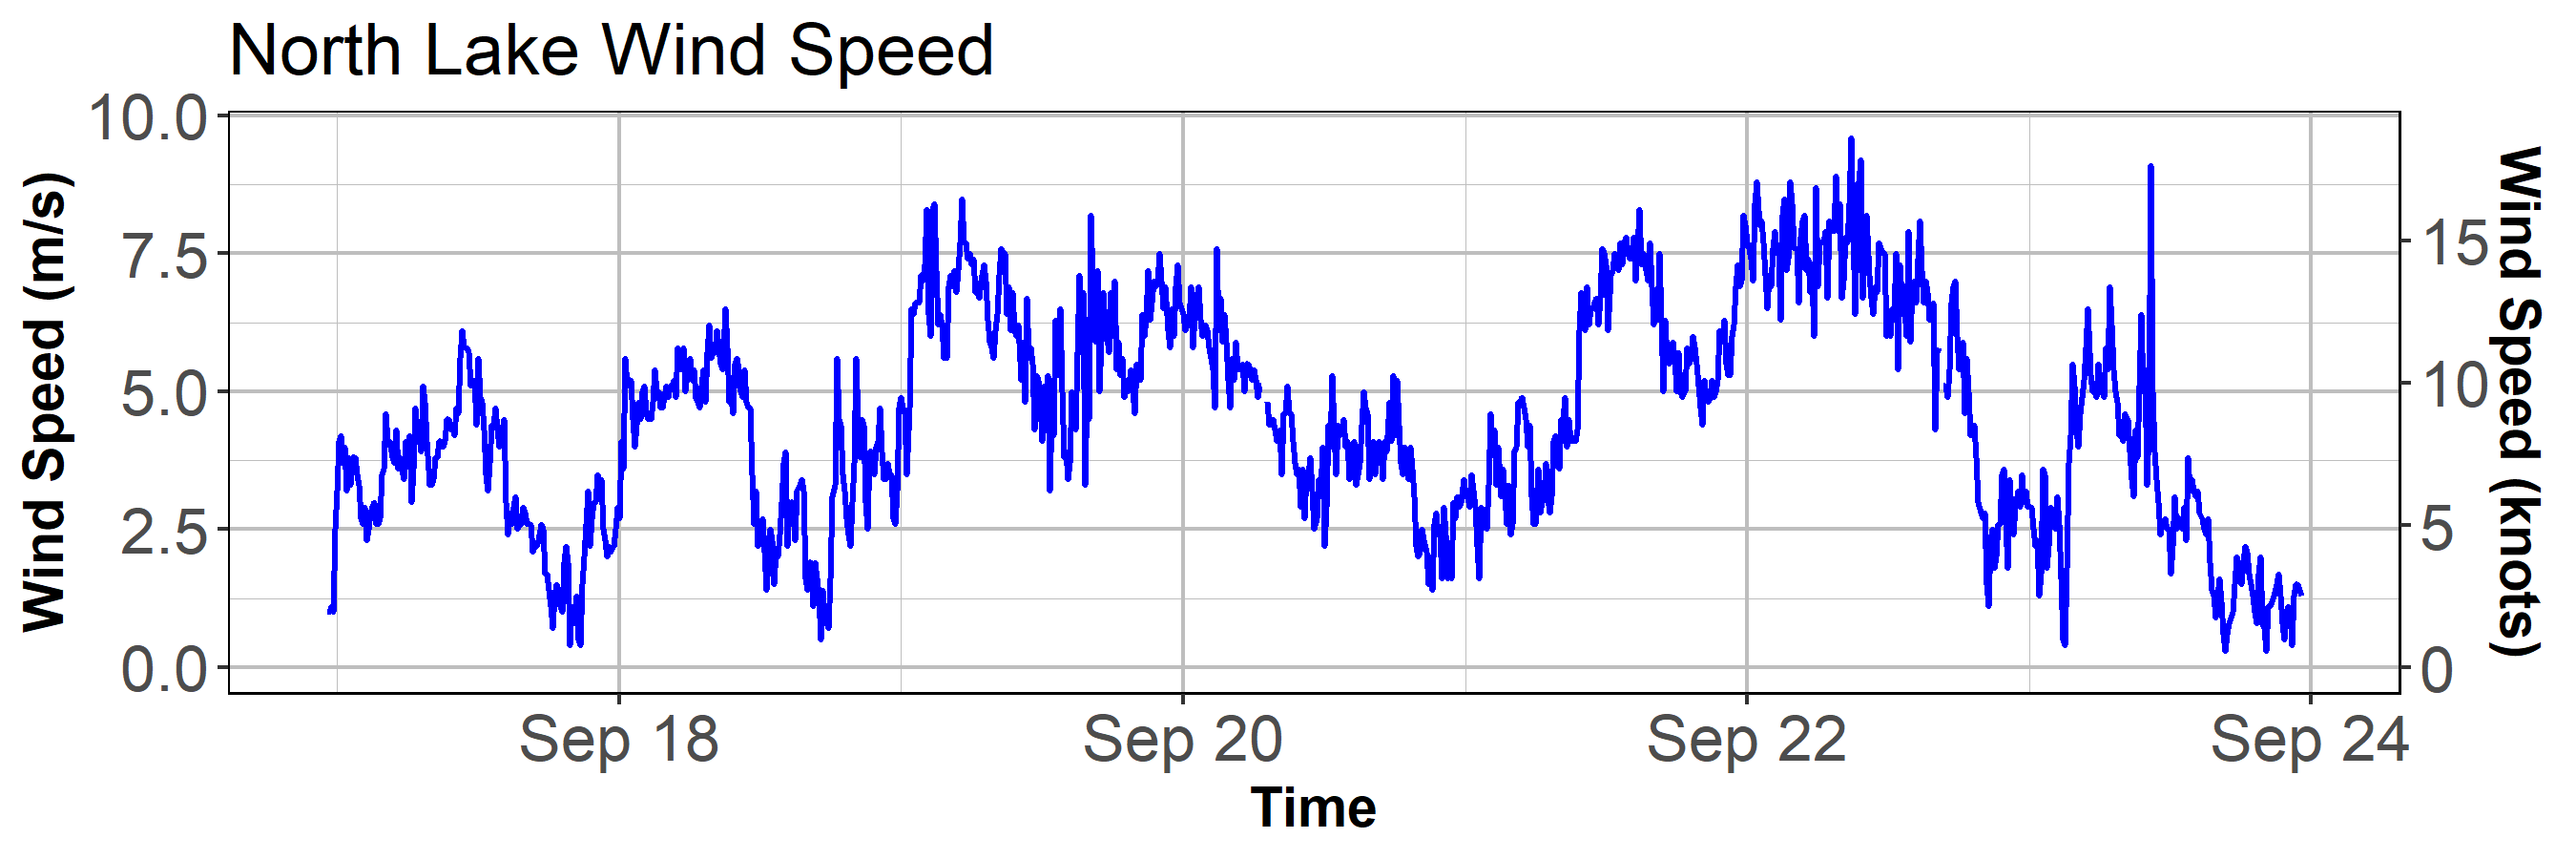 North Lake Wind Speed
10.0
7.5
5.0
2.5
0.0
Wind Speed (m/s)
15
10
5
0
Wind Speed (knots)
Sep 18
Sep 20
Sep 22
Sep 24
Time